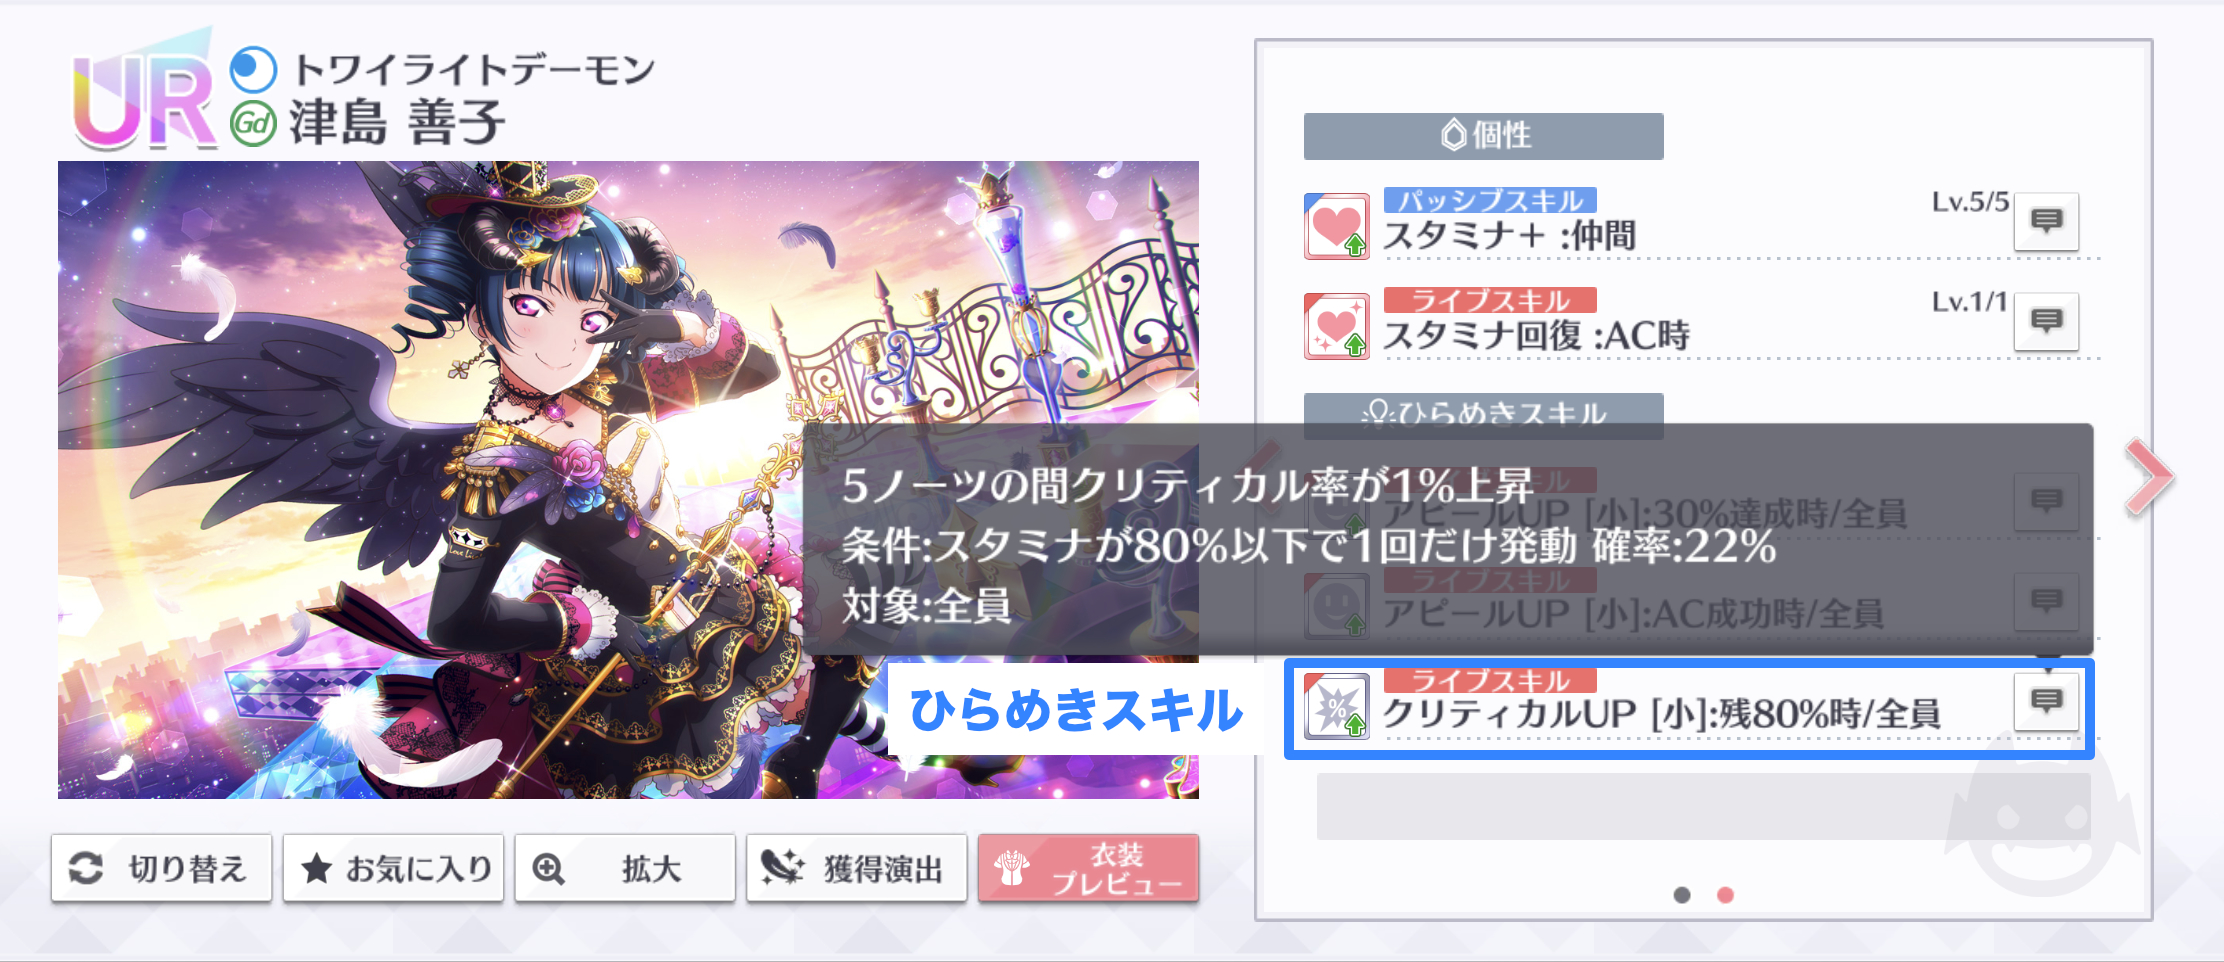 UR
トワイライトデーモン
Gd 津島 善子
個性
パッシブスキル
スタミナ＋ :仲間
Lv.5/5
ライブスキル
スタミナ回復 :AC時
Lv.1/1
ひらめきスキル
ライブスキル
アピールUP [小]:30%達成時/全員
ライブスキル
アピールUP [小]:AC成功時/全員
5ノーツの間クリティカル率が1%上昇
条件:スタミナが80%以下で1回だけ発動 確率:22%
対象:全員
ひらめきスキル
ライブスキル
クリティカルUP [小]:残80%時/全員
%
切り替え
お気に入り
拡大
獲得演出
衣装
プレビュー